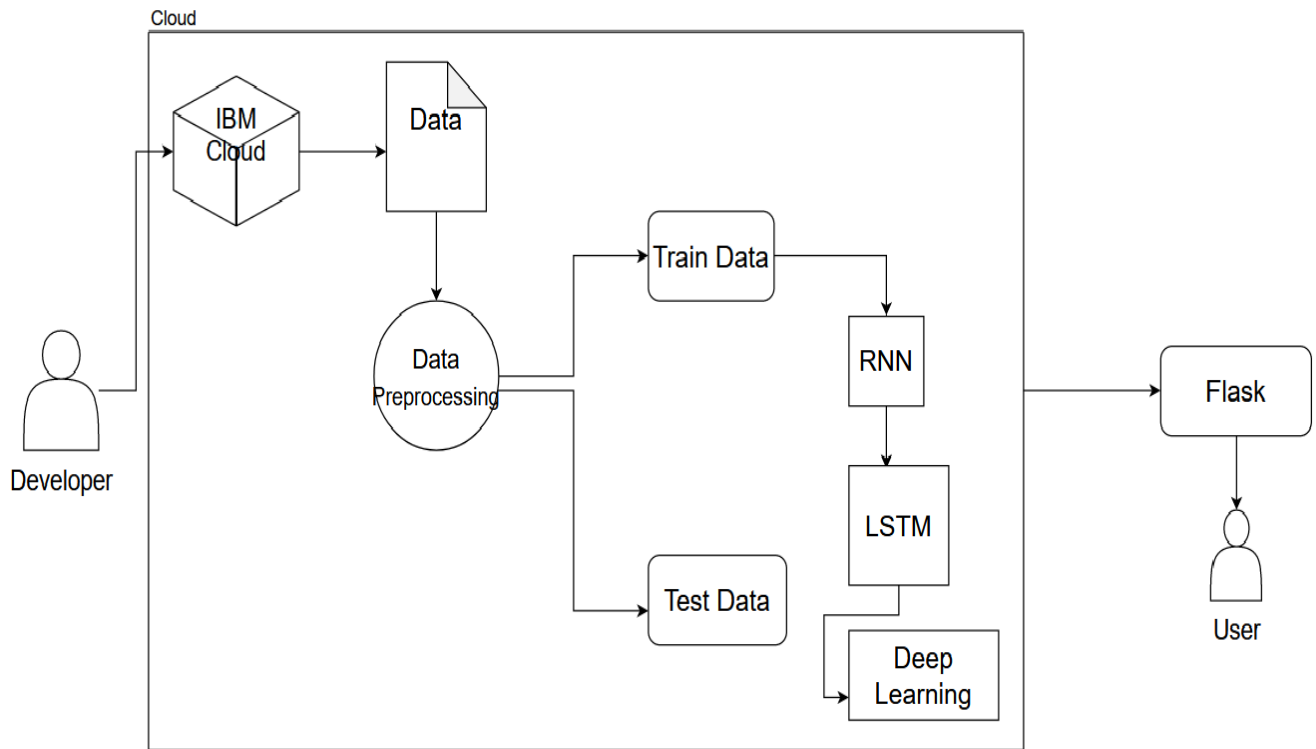 Cloud
IBM
Cloud
Data
Train Data
Data
Preprocessing
RNN
Flask
Developer
LSTM
Test Data
User
Deep
Learning